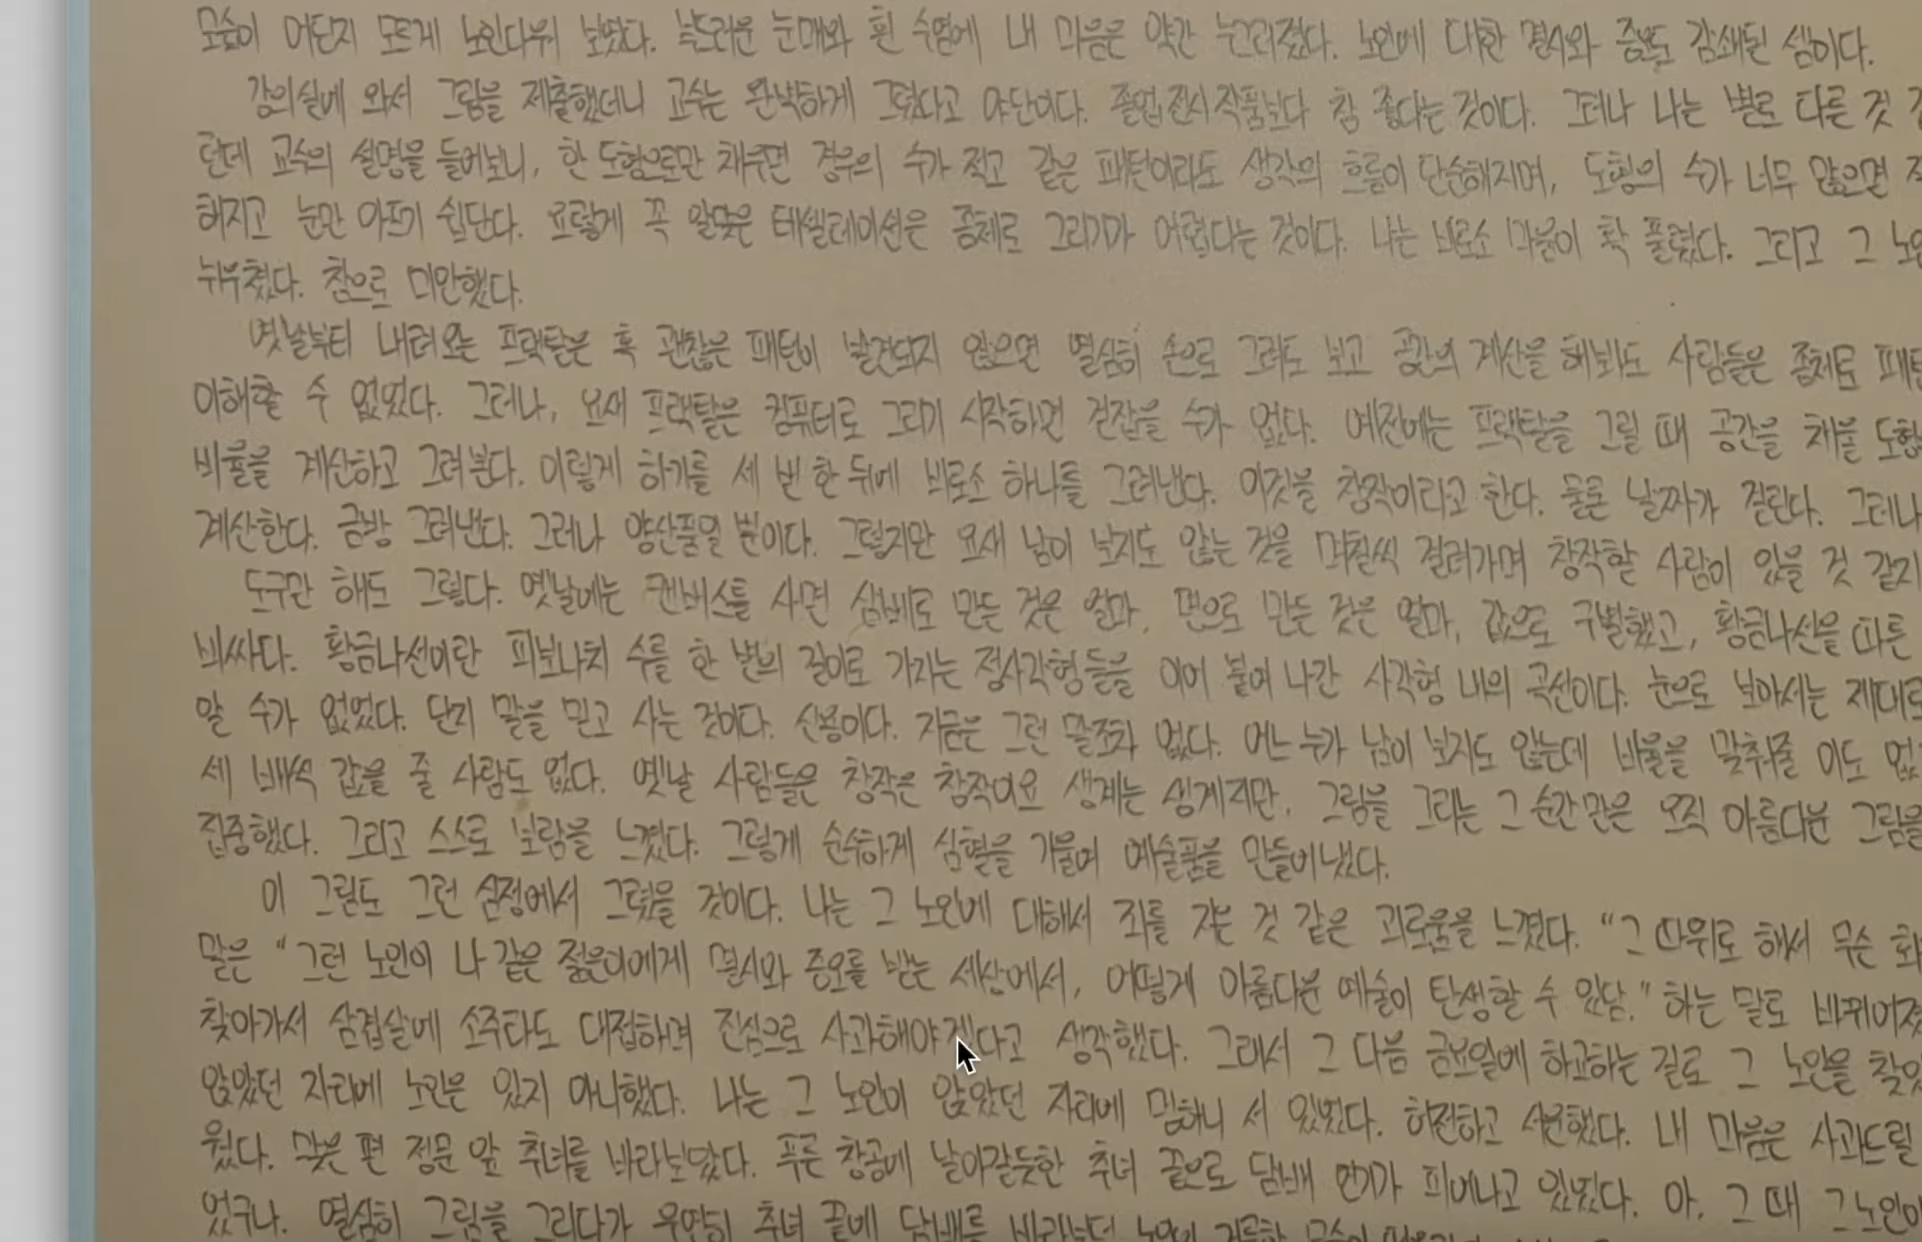 모습이 어딘지 모르게 노인다워 보였다. 부드러운 눈매와 흰 수염에 내 마음은 약간 누그러졌다. 노인에 대한 멸시와 증오도 감쇄된 셈이다.
강의실에 와서 그림을 제출했더니 교수는 완벽하게 그렸다고 야단이다. 졸업전시작품보다 참 좋다는 것이다. 그러나 나는 별로 다른 것
런데 교수의 설명을 들어보니, 한 도형으로만 채우면 경우의 수가 적고 같은 패턴이라도 생각의 흐름이 단순해지며, 도형의 수가 너무 많으면
해지고 눈만 아프기 쉽단다. 요렇게 꼭 알맞은 테셀레이션은 좀체로 그리기가 어렵다는 것이다. 나는 비로소 마음이 확 풀렸다. 그리고 그
뉘우쳤다. 참으로 미안했다.
옛날부터 내려오는 프랙탈은 혹 괜찮은 패턴이 발견되지 않으면 열심히 손으로 그려도 보고 공간의 계산을 해봐도 사람들은 좀체로
이해할 수 없었다. 그러나, 요새 프랙탈은 컴퓨터로 그리기 시작하면 걷잡을 수가 없다. 예전에는 프랙탈을 그릴 때 공간을 채울
비율을 계산하고 그려본다. 이렇게 하기를 세 번 한 뒤에 비로소 하나를 그려낸다. 이것을 창작이라고 한다. 물론 날짜가 걸린다. 그러나
계산한다. 금방 그려낸다. 그러나 양산품일 뿐이다. 그렇지만 요새 남이 보지도 않는 것을 며칠씩 걸려가며 창작할 사람이 있을 것 같지
도구만 해도 그렇다. 옛날에는 캔버스를 사면 삼베로 만든 것은 얼마, 면으로 만든 것은 얼마, 값으로 구별했고, 황금나선을 따른
비싸다. 황금나선이란 피보나치 수를 한 변의 길이로 가지는 정사각형들을 이어 붙여 나간 사각형 내의 곡선이다. 눈으로 보아서는 제대로
알 수가 없었다. 단지 말을 믿고 사는 것이다. 신용이다. 지금은 그런 말조차 없다. 어느 누가 남이 보지도 않는데 비율을 맞춰줄 이도
세 배씩 값을 줄 사람도 없다. 옛날 사람들은 창작은 창작이요 생계는 생계지만, 그림을 그리는 그 순간만은 오직 아름다운 그림을
집중했다. 그리고 스스로 보람을 느꼈다. 그렇게 순수하게 심혈을 기울여 예술품을 만들어냈다.
이 그림도 그런 심정에서 그렸을 것이다. 나는 그 노인에 대해서 죄를 지은 것 같은 괴로움을 느꼈다. "그 따위로 해서 무슨
말은 "그런 노인이 나 같은 젊은이에게 멸시와 증오를 받는 세상에서, 어떻게 아름다운 예술이 탄생할 수 있담." 하는 말로 바뀌어졌
찾아가서 삼겹살에 소주라도 대접하며 진심으로 사과해야겠다고 생각했다. 그래서 그 다음 금요일에 하교하는 길로 그 노인을 찾았
앉았던 자리에 노인은 있지 아니했다. 나는 그 노인이 앉았던 자리에 멍하니 서 있었다. 허전하고 서운했다. 내 마음은 사과드릴
웠다. 맞은 편 정문 앞 추녀를 바라보았다. 푸른 창공에 날아갈듯한 추녀 끝으로 담배 연기가 피어나고 있었다. 아, 그 때 그 노인이
었구나. 열심히 그림을 그리다가 우연히 추녀 끝에 담배를 바라보던 노인의 거룩한 모습이